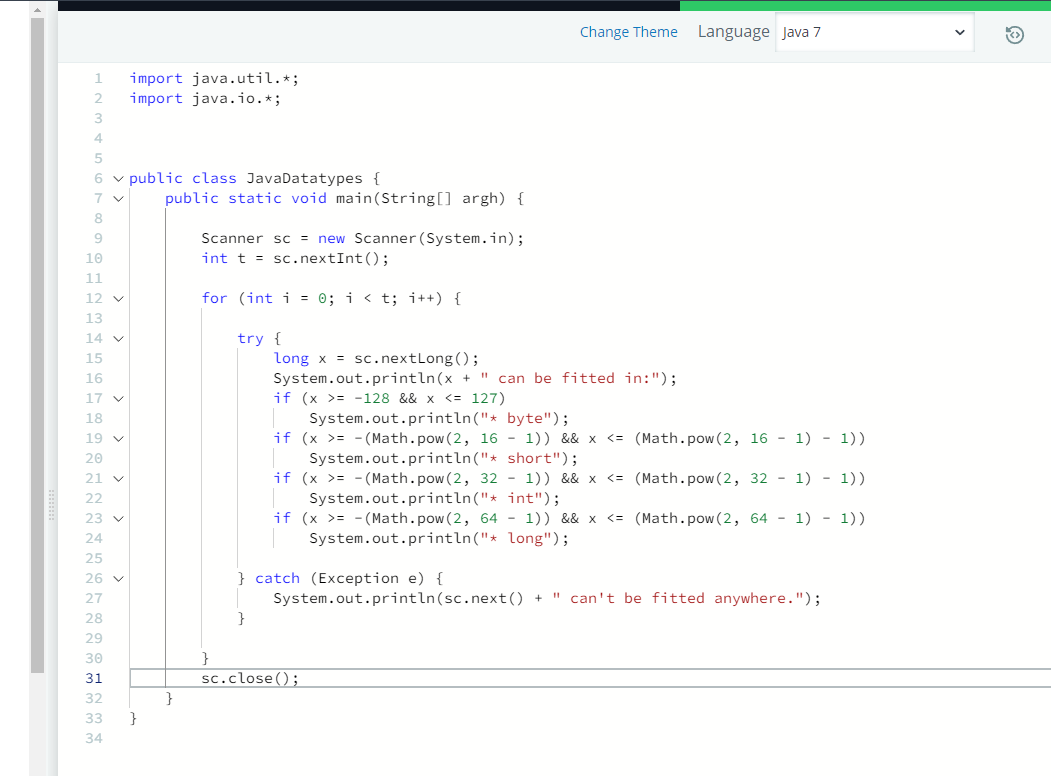 Change Theme Language Java 7
1 import java.util.*;
2 import java.io.*;
3
4
5
6 public class JavaDatatypes {
7 public static void main(String[] argh) {
8
9 Scanner sc = new Scanner(System.in);
10 int t = sc.nextInt();
11
12 for (int i = 0; i < t; i++) {
13
14 try {
15 long x = sc.nextLong();
16 System.out.println(x + " can be fitted in:");
17 if (x >= -128 && x <= 127)
18 System.out.println("* byte");
19 if (x >= -(Math.pow(2, 16 - 1)) && x <= (Math.pow(2, 16 - 1) - 1))
20 System.out.println("* short");
21 if (x >= -(Math.pow(2, 32 - 1)) && x <= (Math.pow(2, 32 - 1) - 1))
22 System.out.println("* int");
23 if (x >= -(Math.pow(2, 64 - 1)) && x <= (Math.pow(2, 64 - 1) - 1))
24 System.out.println("* long");
25
26 } catch (Exception e) {
27 System.out.println(sc.next() + " can't be fitted anywhere.");
28 }
29
30 }
31 sc.close();
32 }
33 }
34